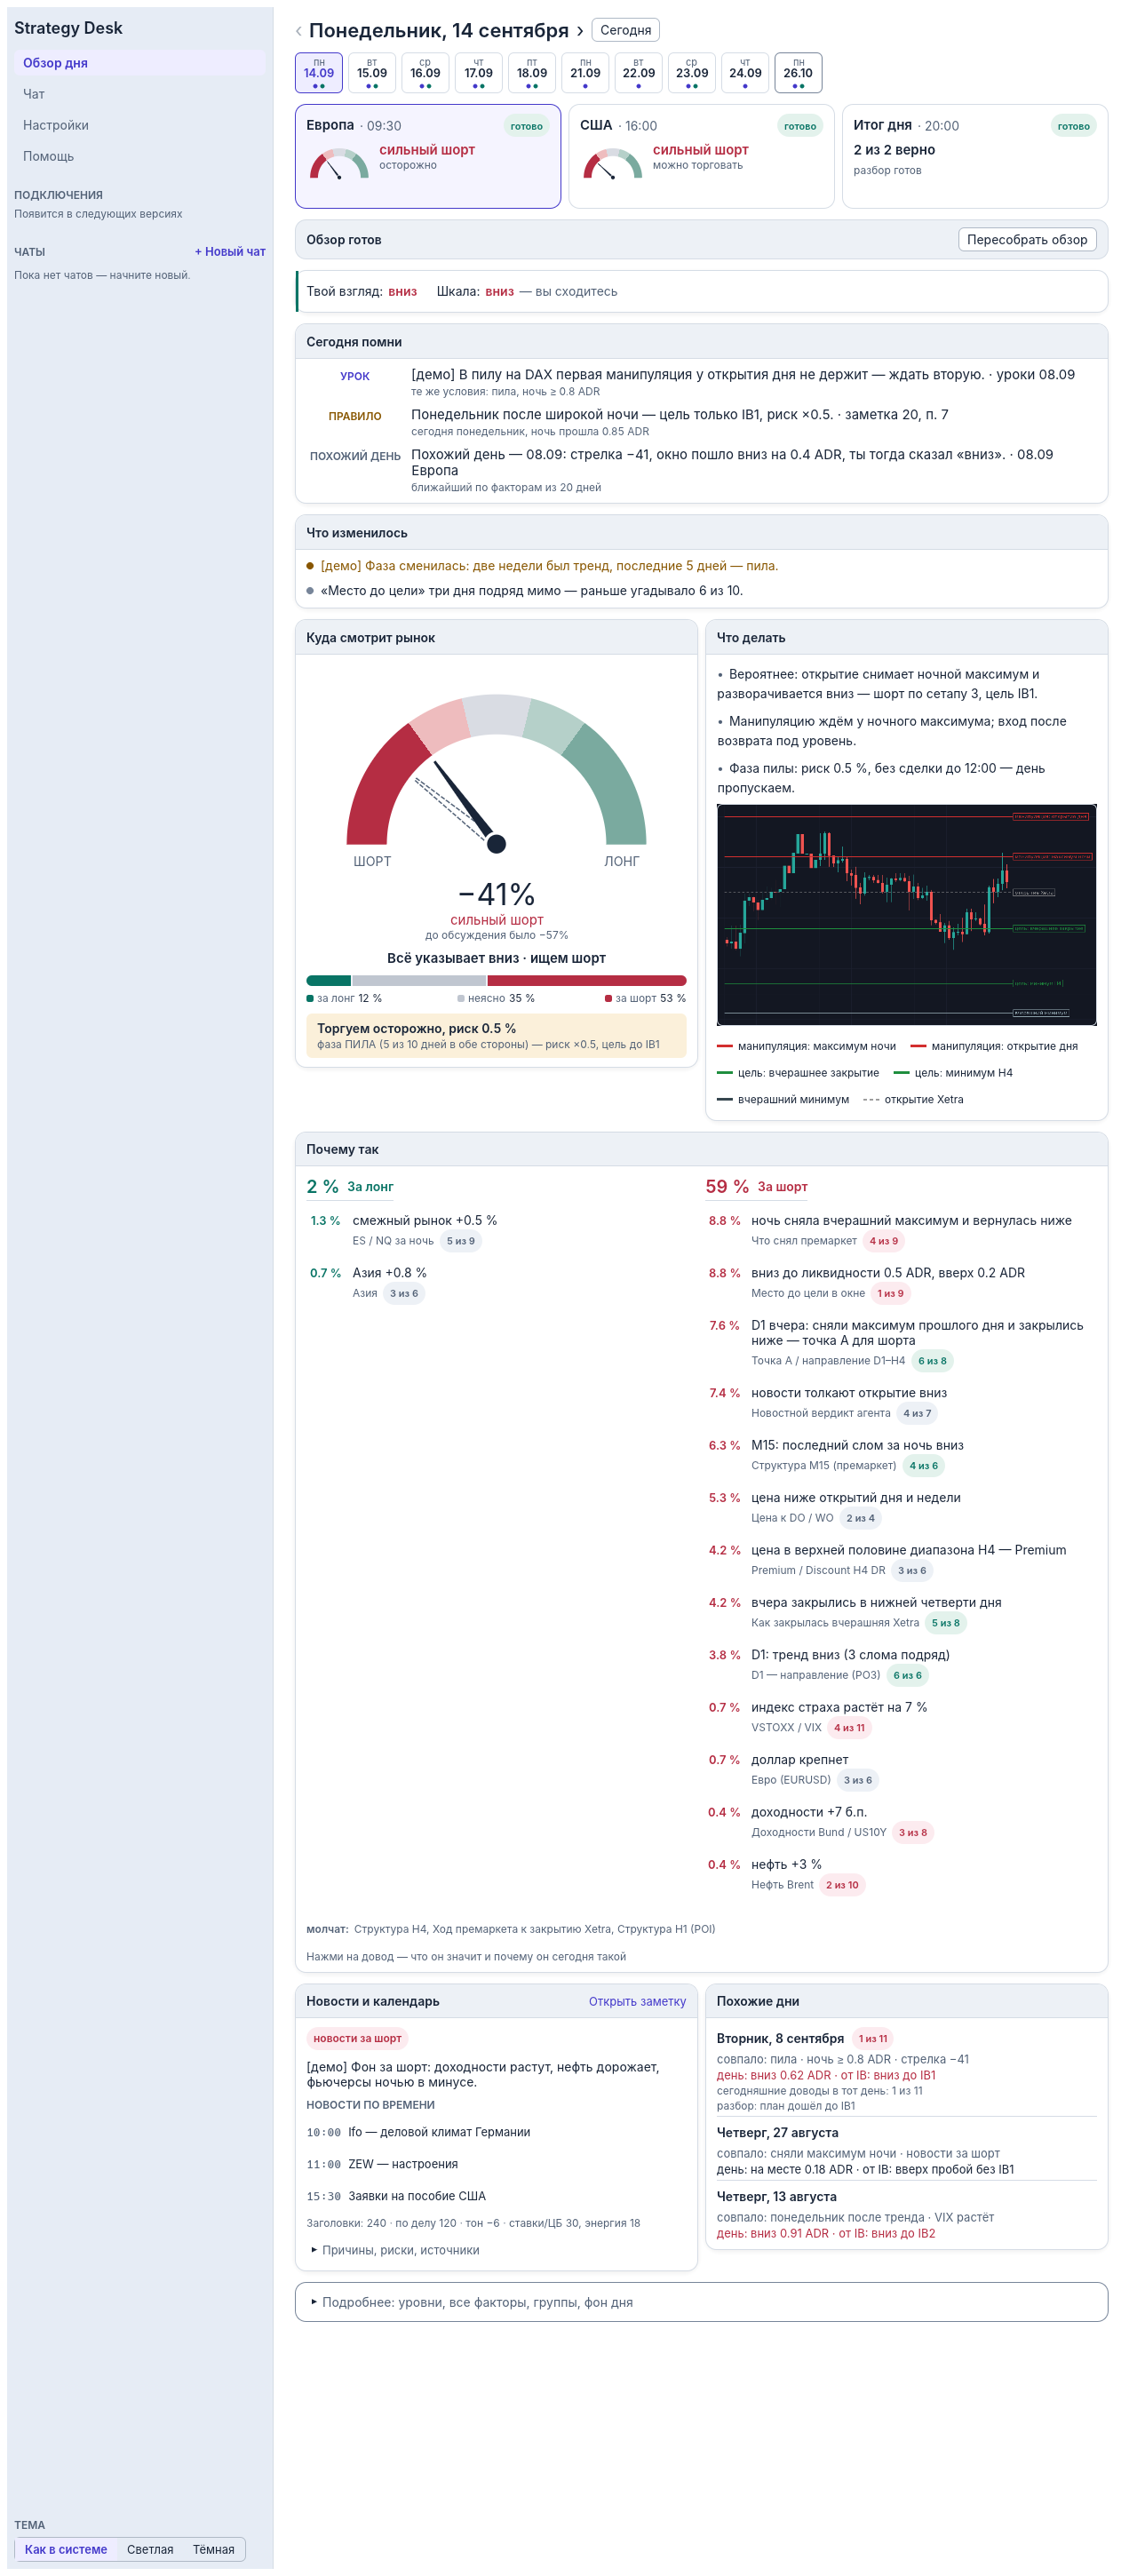 Strategy Desk
Обзор дня
Чат
Настройки
Помощь
ПОДКЛЮЧЕНИЯ
Появится в следующих версиях
ЧАТЫ + Новый чат
Пока нет чатов — начните новый.
ТЕМА
Как в системе Светлая Тёмная
‹ Понедельник, 14 сентября › Сегодня
пн вт ср чт пт пн вт ср чт пн
14.09 15.09 16.09 17.09 18.09 21.09 22.09 23.09 24.09 26.10
Европа · 09:30 готово
сильный шорт
осторожно
США · 16:00 готово
сильный шорт
можно торговать
Итог дня · 20:00 готово
2 из 2 верно
разбор готов
Обзор готов Пересобрать обзор
Твой взгляд: вниз Шкала: вниз — вы сходитесь
Сегодня помни
УРОК [демо] В пилу на DAX первая манипуляция у открытия дня не держит — ждать вторую. · уроки 08.09
те же условия: пила, ночь ≥ 0.8 ADR
ПРАВИЛО Понедельник после широкой ночи — цель только IB1, риск ×0.5. · заметка 20, п. 7
сегодня понедельник, ночь прошла 0.85 ADR
ПОХОЖИЙ ДЕНЬ Похожий день — 08.09: стрелка −41, окно пошло вниз на 0.4 ADR, ты тогда сказал «вниз». · 08.09
Европа
ближайший по факторам из 20 дней
Что изменилось
[демо] Фаза сменилась: две недели был тренд, последние 5 дней — пила.
«Место до цели» три дня подряд мимо — раньше угадывало 6 из 10.
Куда смотрит рынок
ШОРТ ЛОНГ
−41%
сильный шорт
до обсуждения было −57%
Всё указывает вниз · ищем шорт
за лонг 12 % неясно 35 % за шорт 53 %
Торгуем осторожно, риск 0.5 %
фаза ПИЛА (5 из 10 дней в обе стороны) — риск ×0.5, цель до IB1
Что делать
• Вероятнее: открытие снимает ночной максимум и
разворачивается вниз — шорт по сетапу 3, цель IB1.
• Манипуляцию ждём у ночного максимума; вход после
возврата под уровень.
• Фаза пилы: риск 0.5 %, без сделки до 12:00 — день
пропускаем.
манипуляция: максимум ночи манипуляция: открытие дня
цель: вчерашнее закрытие цель: минимум H4
вчерашний минимум открытие Xetra
Почему так
2 % За лонг
1.3 % смежный рынок +0.5 %
ES / NQ за ночь 5 из 9
0.7 % Азия +0.8 %
Азия 3 из 6
59 % За шорт
8.8 % ночь сняла вчерашний максимум и вернулась ниже
Что снял премаркет 4 из 9
8.8 % вниз до ликвидности 0.5 ADR, вверх 0.2 ADR
Место до цели в окне 1 из 9
7.6 % D1 вчера: сняли максимум прошлого дня и закрылись
ниже — точка А для шорта
Точка А / направление D1–H4 6 из 8
7.4 % новости толкают открытие вниз
Новостной вердикт агента 4 из 7
6.3 % M15: последний слом за ночь вниз
Структура M15 (премаркет) 4 из 6
5.3 % цена ниже открытий дня и недели
Цена к DO / WO 2 из 4
4.2 % цена в верхней половине диапазона H4 — Premium
Premium / Discount H4 DR 3 из 6
4.2 % вчера закрылись в нижней четверти дня
Как закрылась вчерашняя Xetra 5 из 8
3.8 % D1: тренд вниз (3 слома подряд)
D1 — направление (РОЗ) 6 из 6
0.7 % индекс страха растёт на 7 %
VSTOXX / VIX 4 из 11
0.7 % доллар крепнет
Евро (EURUSD) 3 из 6
0.4 % доходности +7 б.п.
Доходности Bund / US10Y 3 из 8
0.4 % нефть +3 %
Нефть Brent 2 из 10
молчат: Структура H4, Ход премаркета к закрытию Xetra, Структура H1 (POI)
Нажми на довод — что он значит и почему он сегодня такой
Новости и календарь Открыть заметку
новости за шорт
[демо] Фон за шорт: доходности растут, нефть дорожает,
фьючерсы ночью в минусе.
НОВОСТИ ПО ВРЕМЕНИ
10:00 Ifo — деловой климат Германии
11:00 ZEW — настроения
15:30 Заявки на пособие США
Заголовки: 240 · по делу 120 · тон −6 · ставки/ЦБ 30, энергия 18
Причины, риски, источники
Похожие дни
Вторник, 8 сентября 1 из 11
совпало: пила · ночь ≥ 0.8 ADR · стрелка −41
день: вниз 0.62 ADR · от IB: вниз до IB1
сегодняшние доводы в тот день: 1 из 11
разбор: план дошёл до IB1
Четверг, 27 августа
совпало: сняли максимум ночи · новости за шорт
день: на месте 0.18 ADR · от IB: вверх пробой без IB1
Четверг, 13 августа
совпало: понедельник после тренда · VIX растёт
день: вниз 0.91 ADR · от IB: вниз до IB2
Подробнее: уровни, все факторы, группы, фон дня